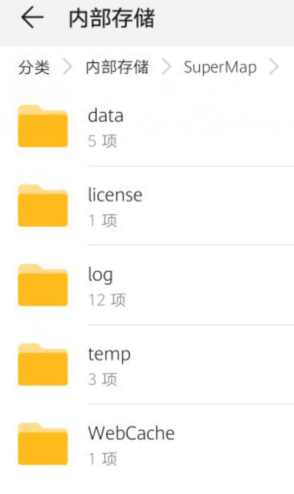 内部存储
分类 内部存储 SuperMap
data
5 项
license
1 项
log
12 项
temp
3 项
WebCache
1 项